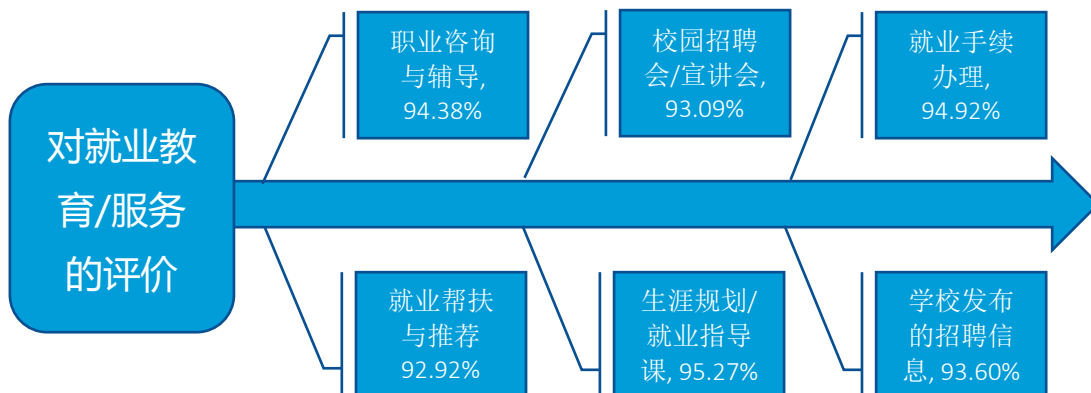 对就业教
育/服务
的评价
职业咨询
与辅导,
94.38%
校园招聘
会/宣讲会,
93.09%
就业手续
办理,
94.92%
就业帮扶
与推荐
92.92%
生涯规划/
就业指导
课, 95.27%
学校发布
的招聘信
息, 93.60%